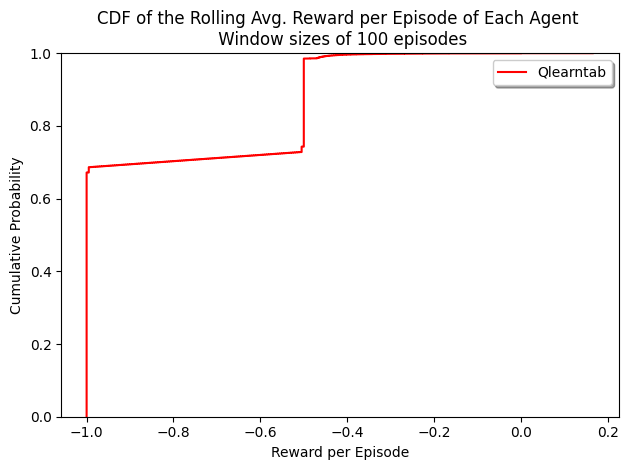 CDF of the Rolling Avg. Reward per Episode of Each Agent
Window sizes of 100 episodes
Qlearntab
1.0
0.8
0.6
0.4
0.2
0.0
Cumulative Probability
−1.0 −0.8 −0.6 −0.4 −0.2 0.0 0.2
Reward per Episode